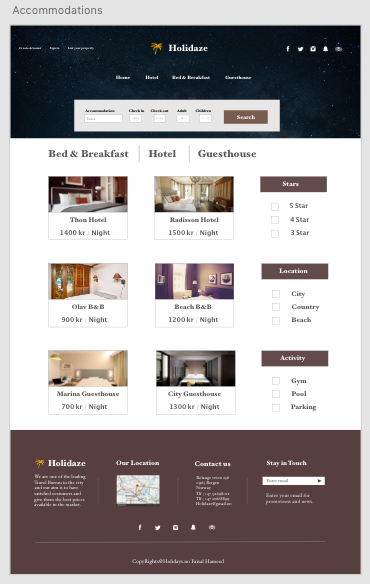 Accommodations
Holidaze
List your property
Home Hotel Bed & Breakfast Guesthouse
Accommodation Check in Check out Adult Children
Search
Bed & Breakfast Hotel Guesthouse
Stars
5 Star
4 Star
3 Star
Thon Hotel
1400 kr / Night
Radisson Hotel
1500 kr / Night
Location
City
Country
Beach
Olav B&B
900 kr / Night
Beach B&B
1200 kr / Night
Activity
Gym
Pool
Parking
Marina Guesthouse
700 kr / Night
City Guesthouse
1300 kr / Night
Holidaze
We are one of the leading
Travel Bureau in the city
and our aim is to have
satisfied costumers and
give them the best prices
available in the market.
Our Location
Contact us
Norway
Stay in Touch
Enter email
Enter your email for
promotions and news.
CopyRights@Holidays.no Faisal Hameed